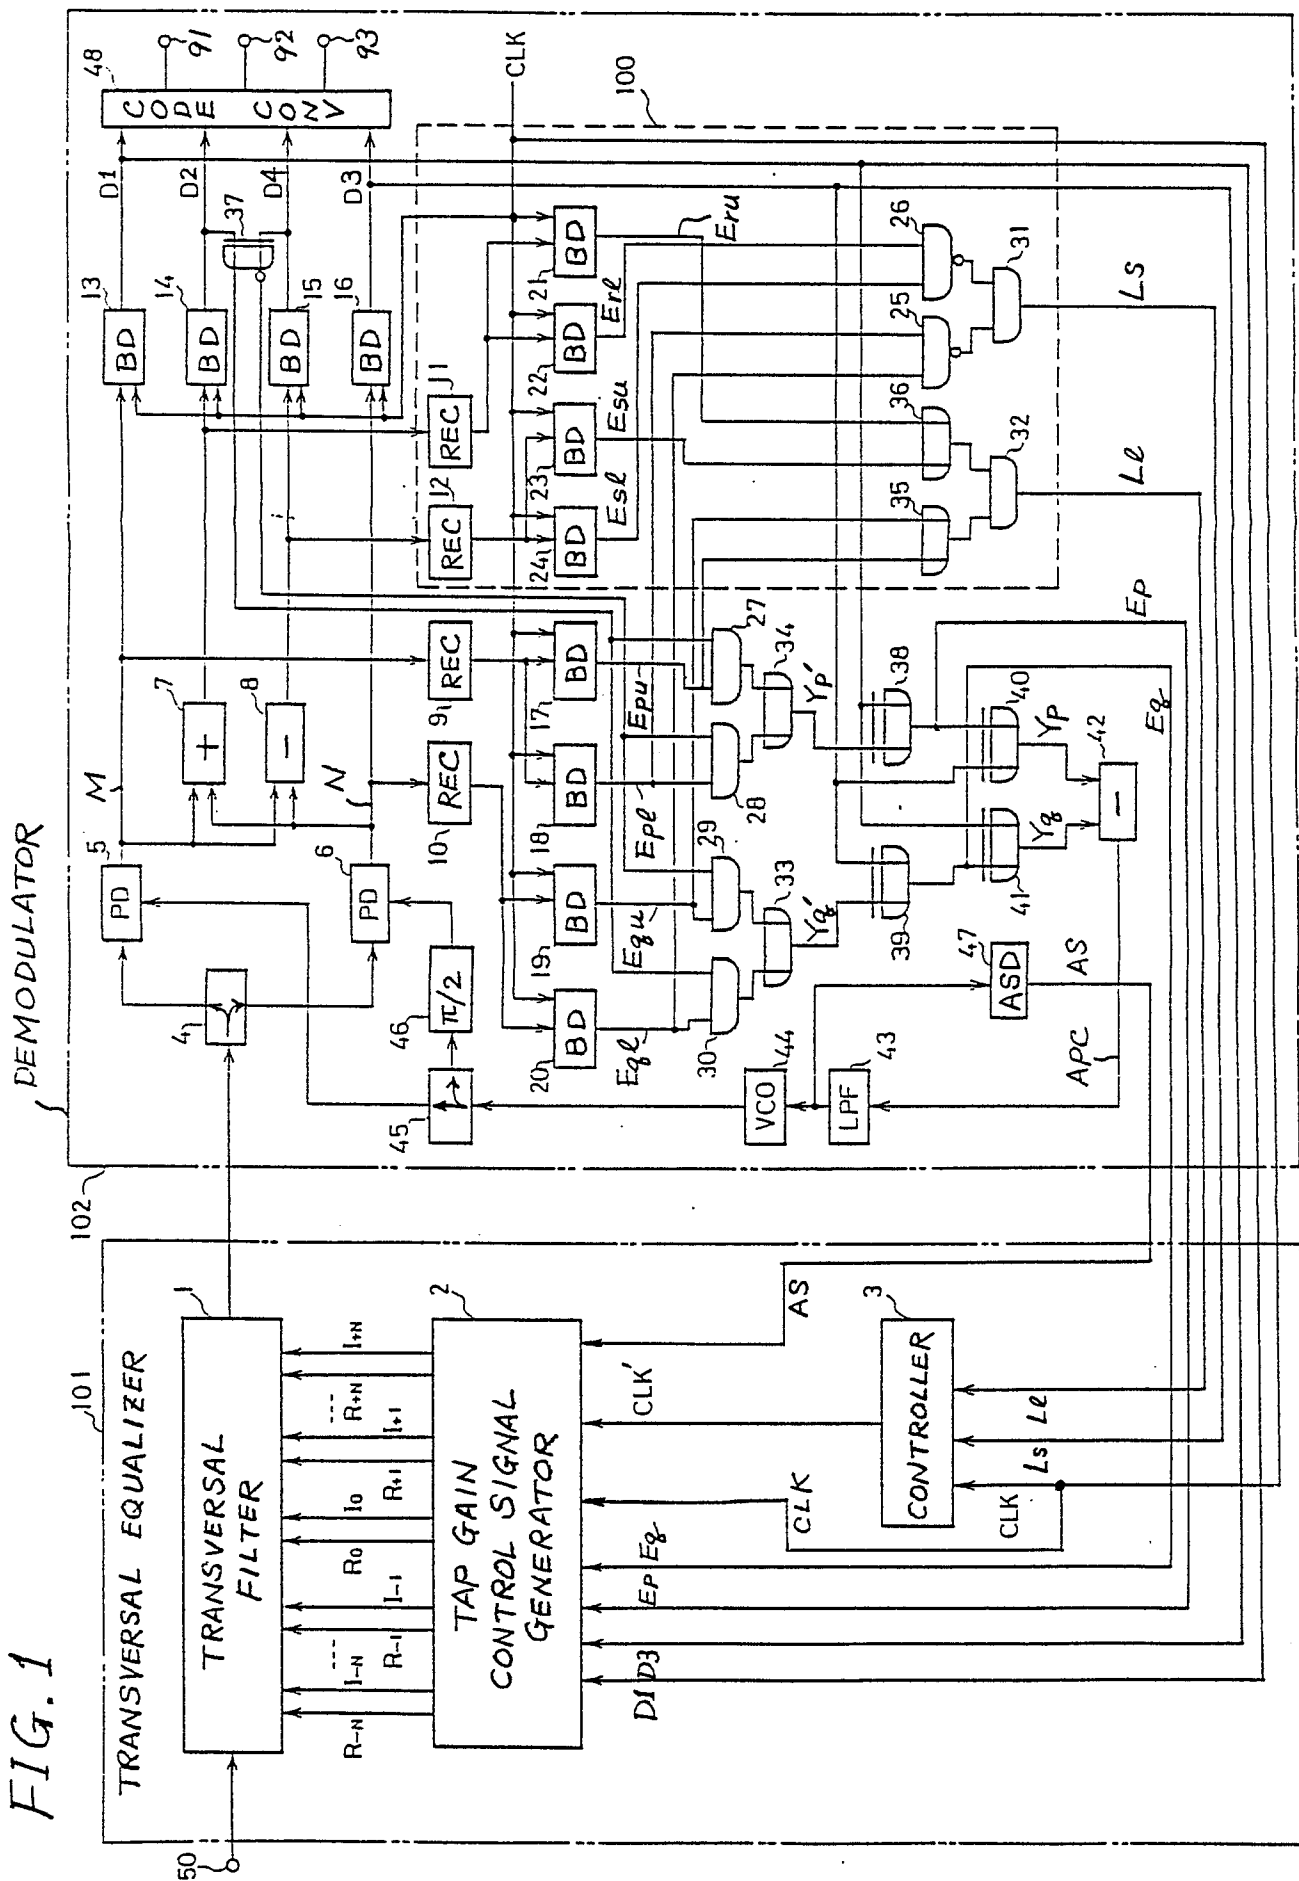 FIG. 1
101
TRANSVERSAL EQUALIZER
50
1
TRANSVERSAL
FILTER
R-N
I-N
---
R-1
I-1
R0
I0
R+1
I+1
---
R+N
I+N
2
TAP GAIN
CONTROL SIGNAL
GENERATOR
D1
D3
Ep
Eq
CLK
CLK'
AS
3
CONTROLLER
CLK
Ls
Ll
DEMODULATOR
102
4
5
PD
6
PD
M
N
7
+
8
−
13
BD
14
BD
15
BD
16
BD
D1
D2
D4
D3
37
48
CODE CONV
91
92
93
45
46
π/2
10
REC
9
REC
12
REC
11
REC
CLK
100
20
BD
19
BD
18
BD
17
BD
24
BD
23
BD
22
BD
21
BD
Eql
Equ
Epl
Epu
Esl
Esu
Erl
Eru
30
29
28
27
33
34
Yq'
Yp'
35
36
25
26
32
31
Ll
LS
44
VCO
43
LPF
47
ASD
AS
APC
39
38
41
40
Yq
Yp
42
−
Ep
Eq